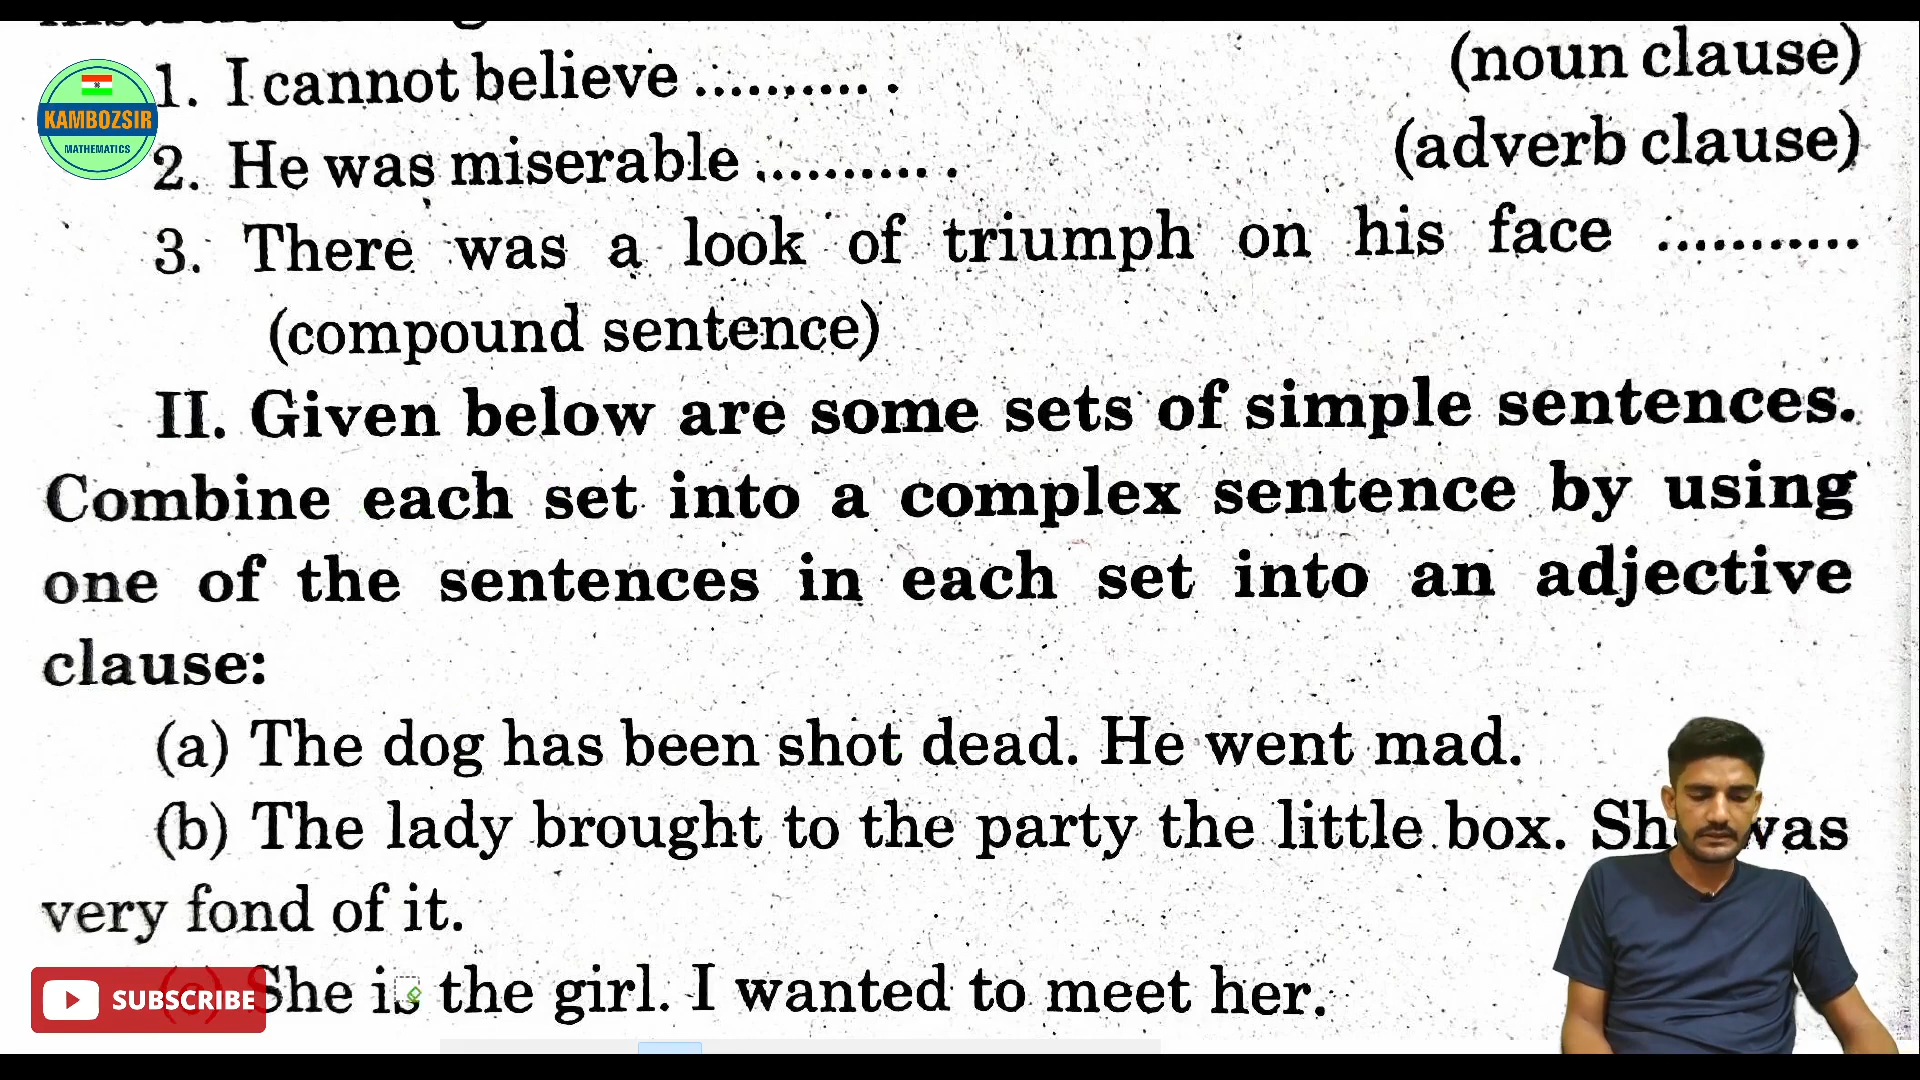 KAMBOZSIR
MATHEMATICS
1. I cannot believe .......... . (noun clause)
2. He was miserable .......... . (adverb clause)
3. There was a look of triumph on his face ...........
(compound sentence)
II. Given below are some sets of simple sentences.
Combine each set into a complex sentence by using
one of the sentences in each set into an adjective
clause:
(a) The dog has been shot dead. He went mad.
(b) The lady brought to the party the little box. She was
very fond of it.
(c) She is the girl. I wanted to meet her.
SUBSCRIBE